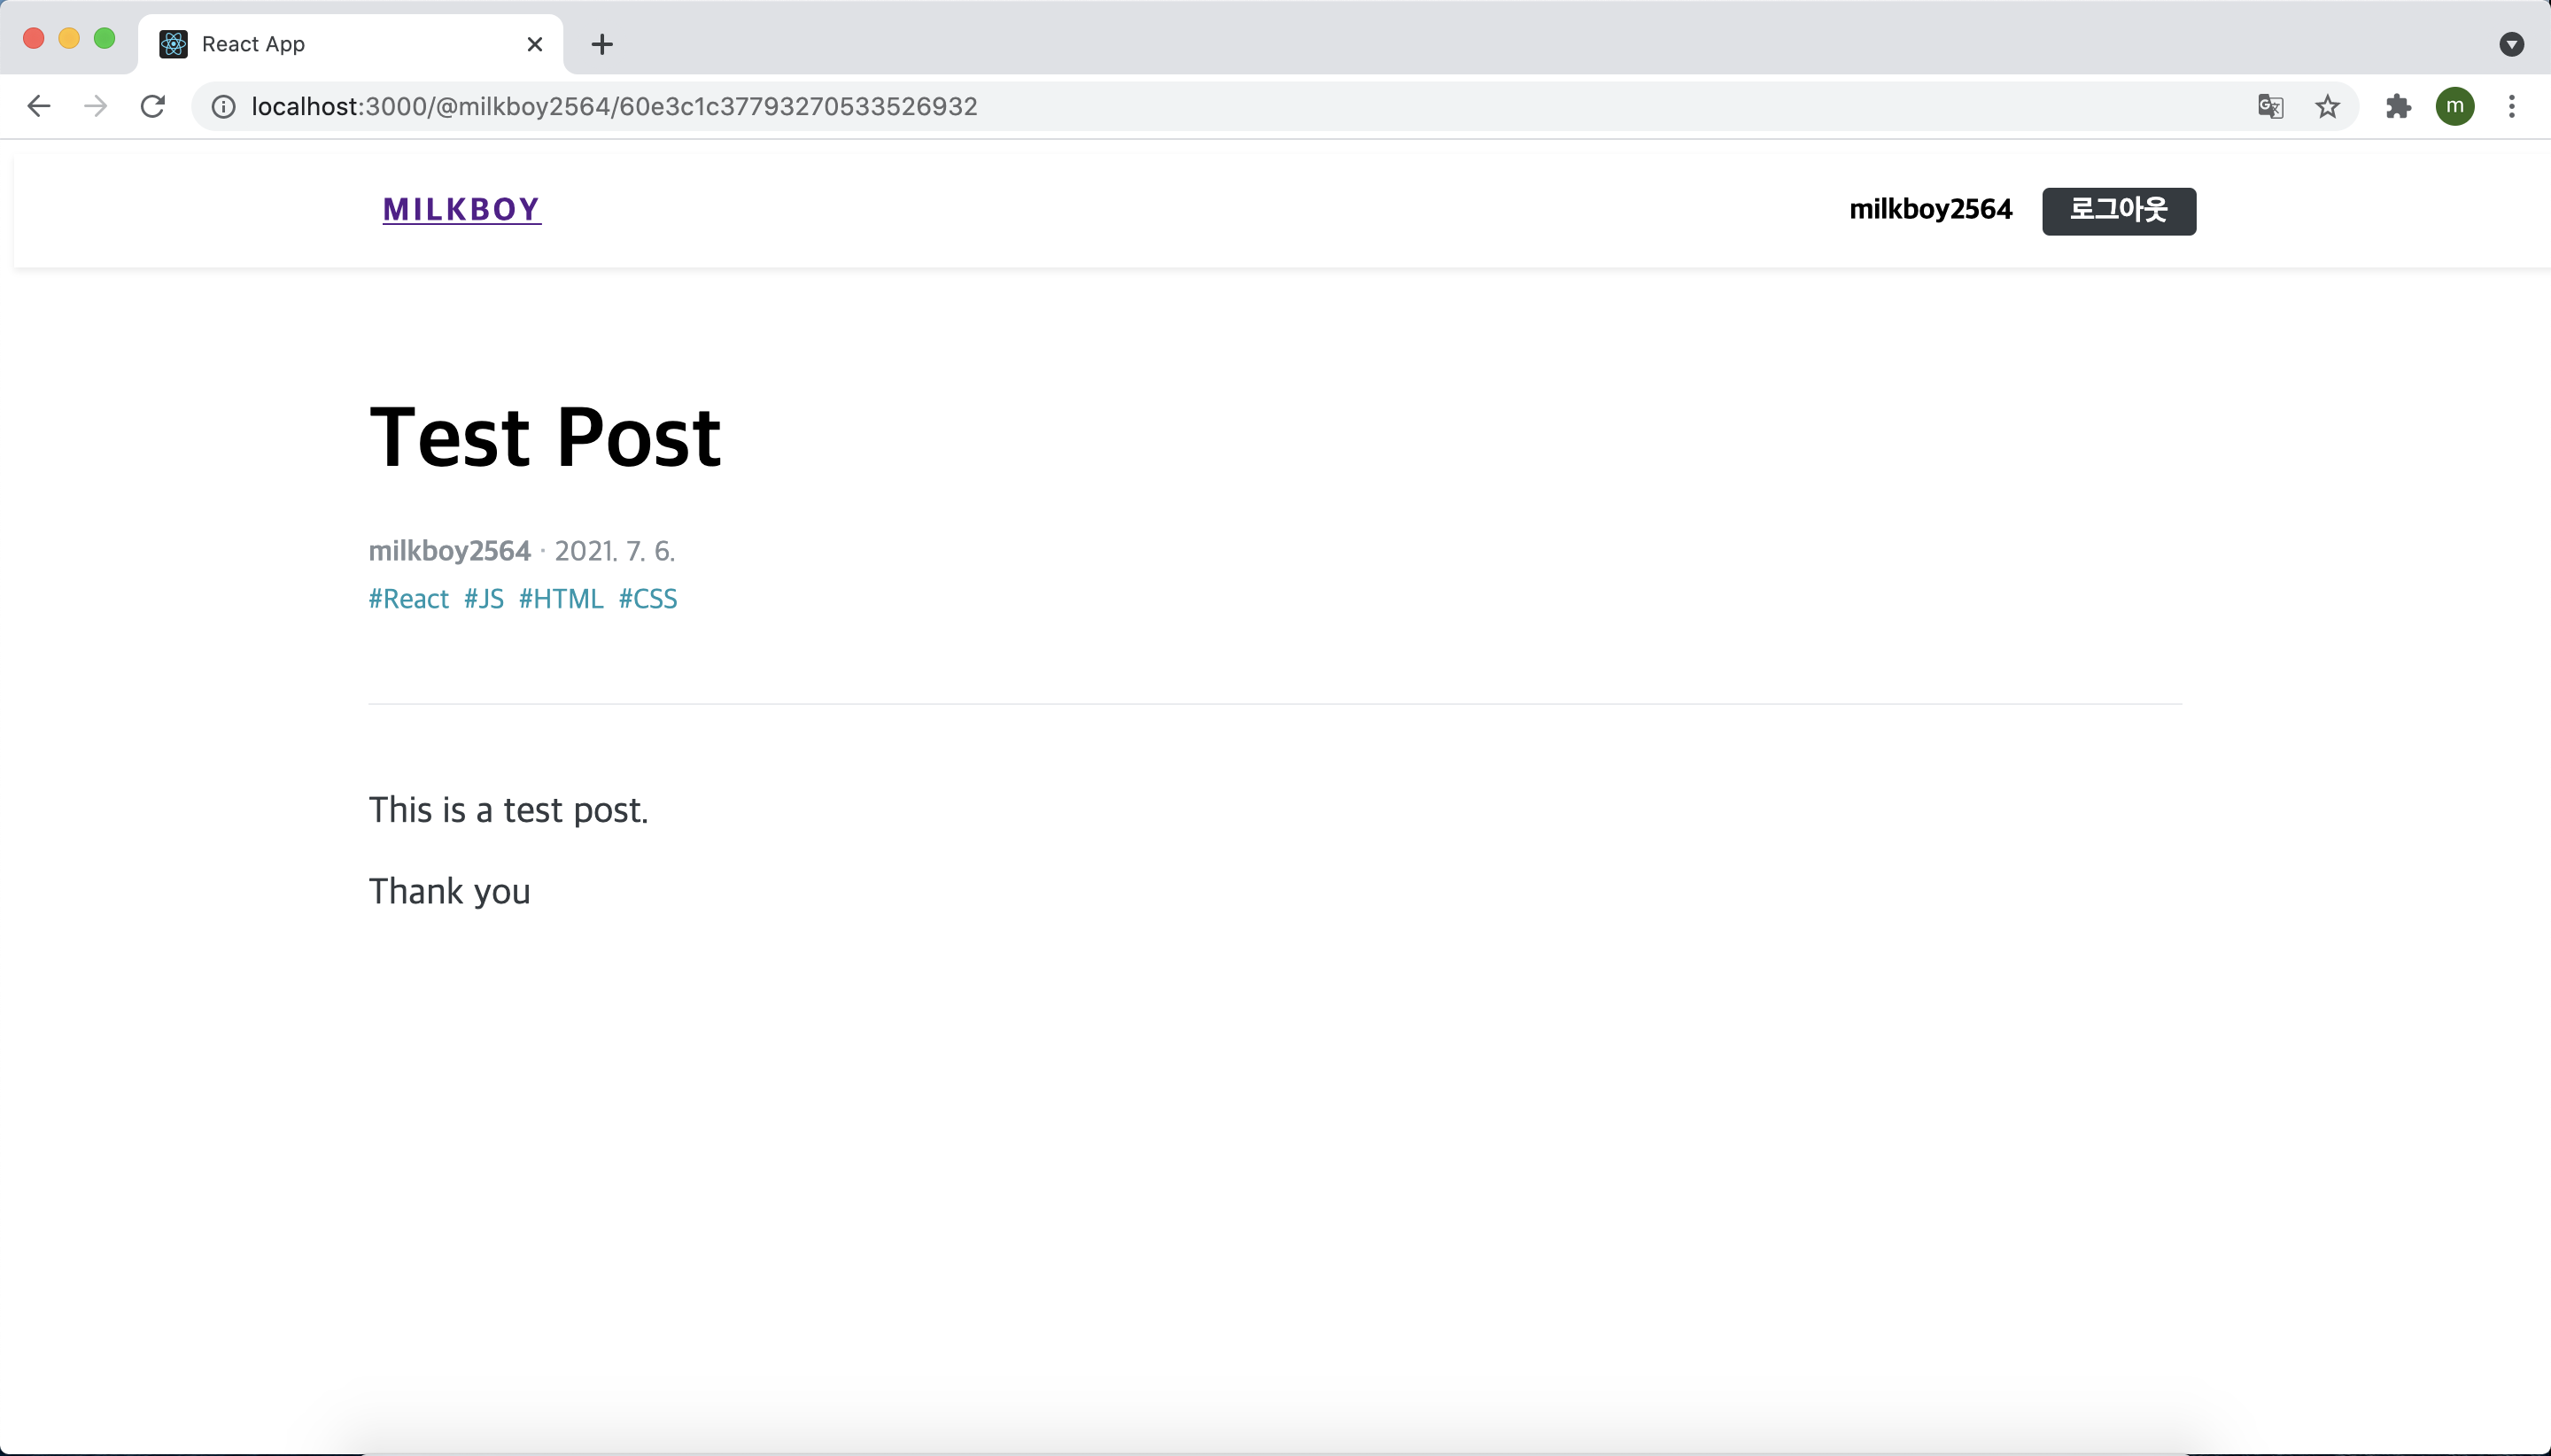 React App
localhost:3000/@milkboy2564/60e3c1c37793270533526932
m
MILKBOY
milkboy2564 로그아웃
Test Post
milkboy2564 · 2021. 7. 6.
#React #JS #HTML #CSS
This is a test post.
Thank you